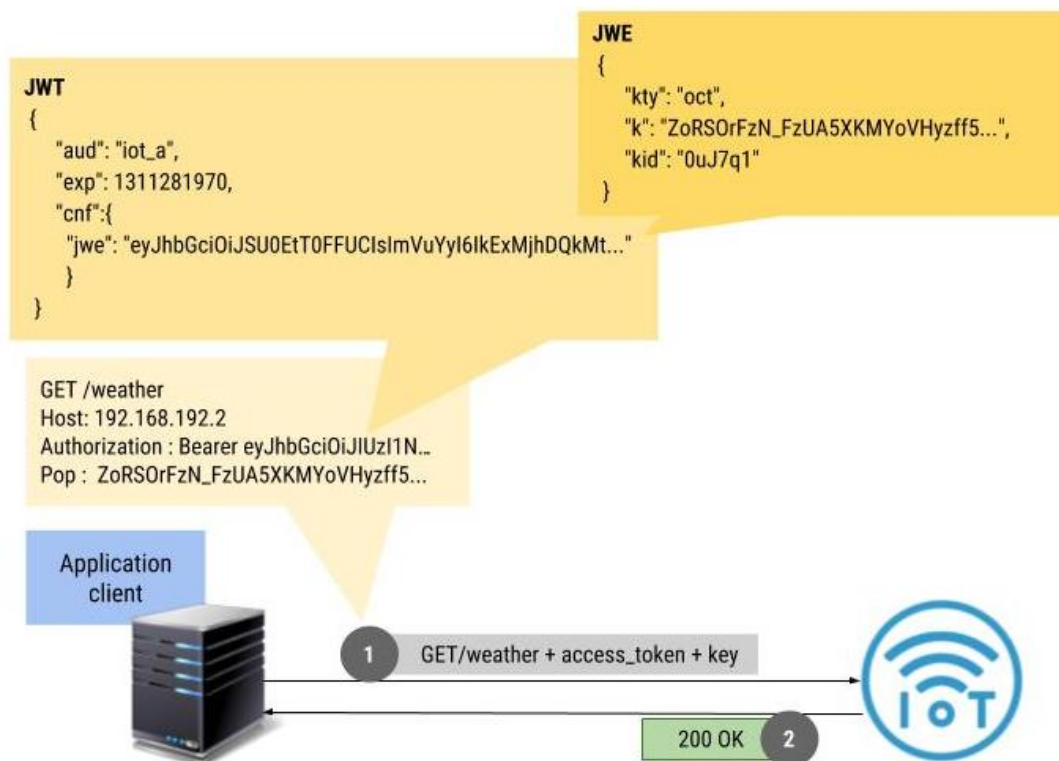 JWE
{
"kty": "oct",
"k": "ZoRSOrFzN_FzUA5XKMYoVHyzff5...",
"kid": "0uJ7q1"
}
JWT
{
"aud": "iot_a",
"exp": 1311281970,
"cnf":{
"jwe": "eyJhbGciOiJSU0EtT0FFUCIsImVuYyI6IkExMjhDQkMt..."
}
}
GET /weather
Host: 192.168.192.2
Authorization : Bearer eyJhbGciOiJIUzI1N...
Pop : ZoRSOrFzN_FzUA5XKMYoVHyzff5...
Application
client
1 GET/weather + access_token + key
IoT
200 OK 2